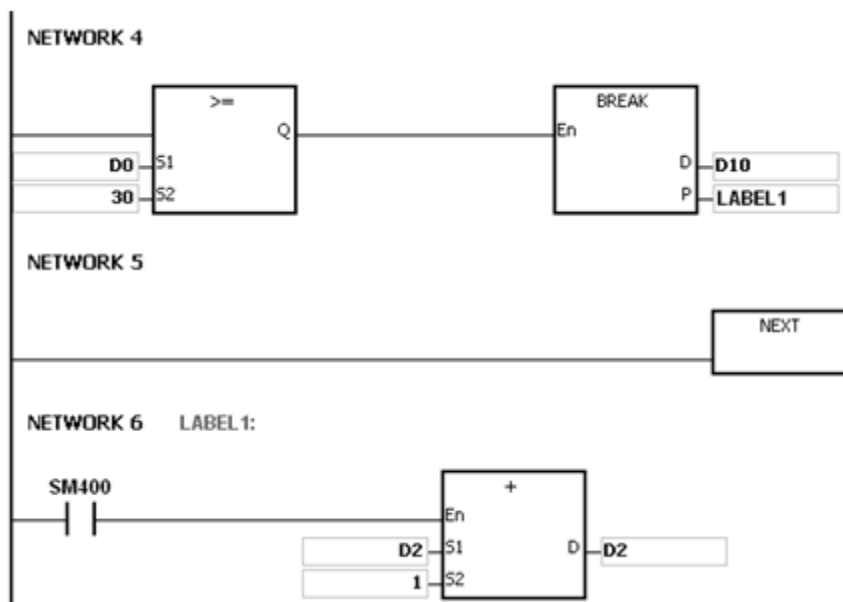 NETWORK 4
>=
BREAK
Q
En
D0 S1
D D10
30 S2
P LABEL1
NETWORK 5
NEXT
NETWORK 6 LABEL1:
SM400
+
En
D2 S1
D D2
1 S2